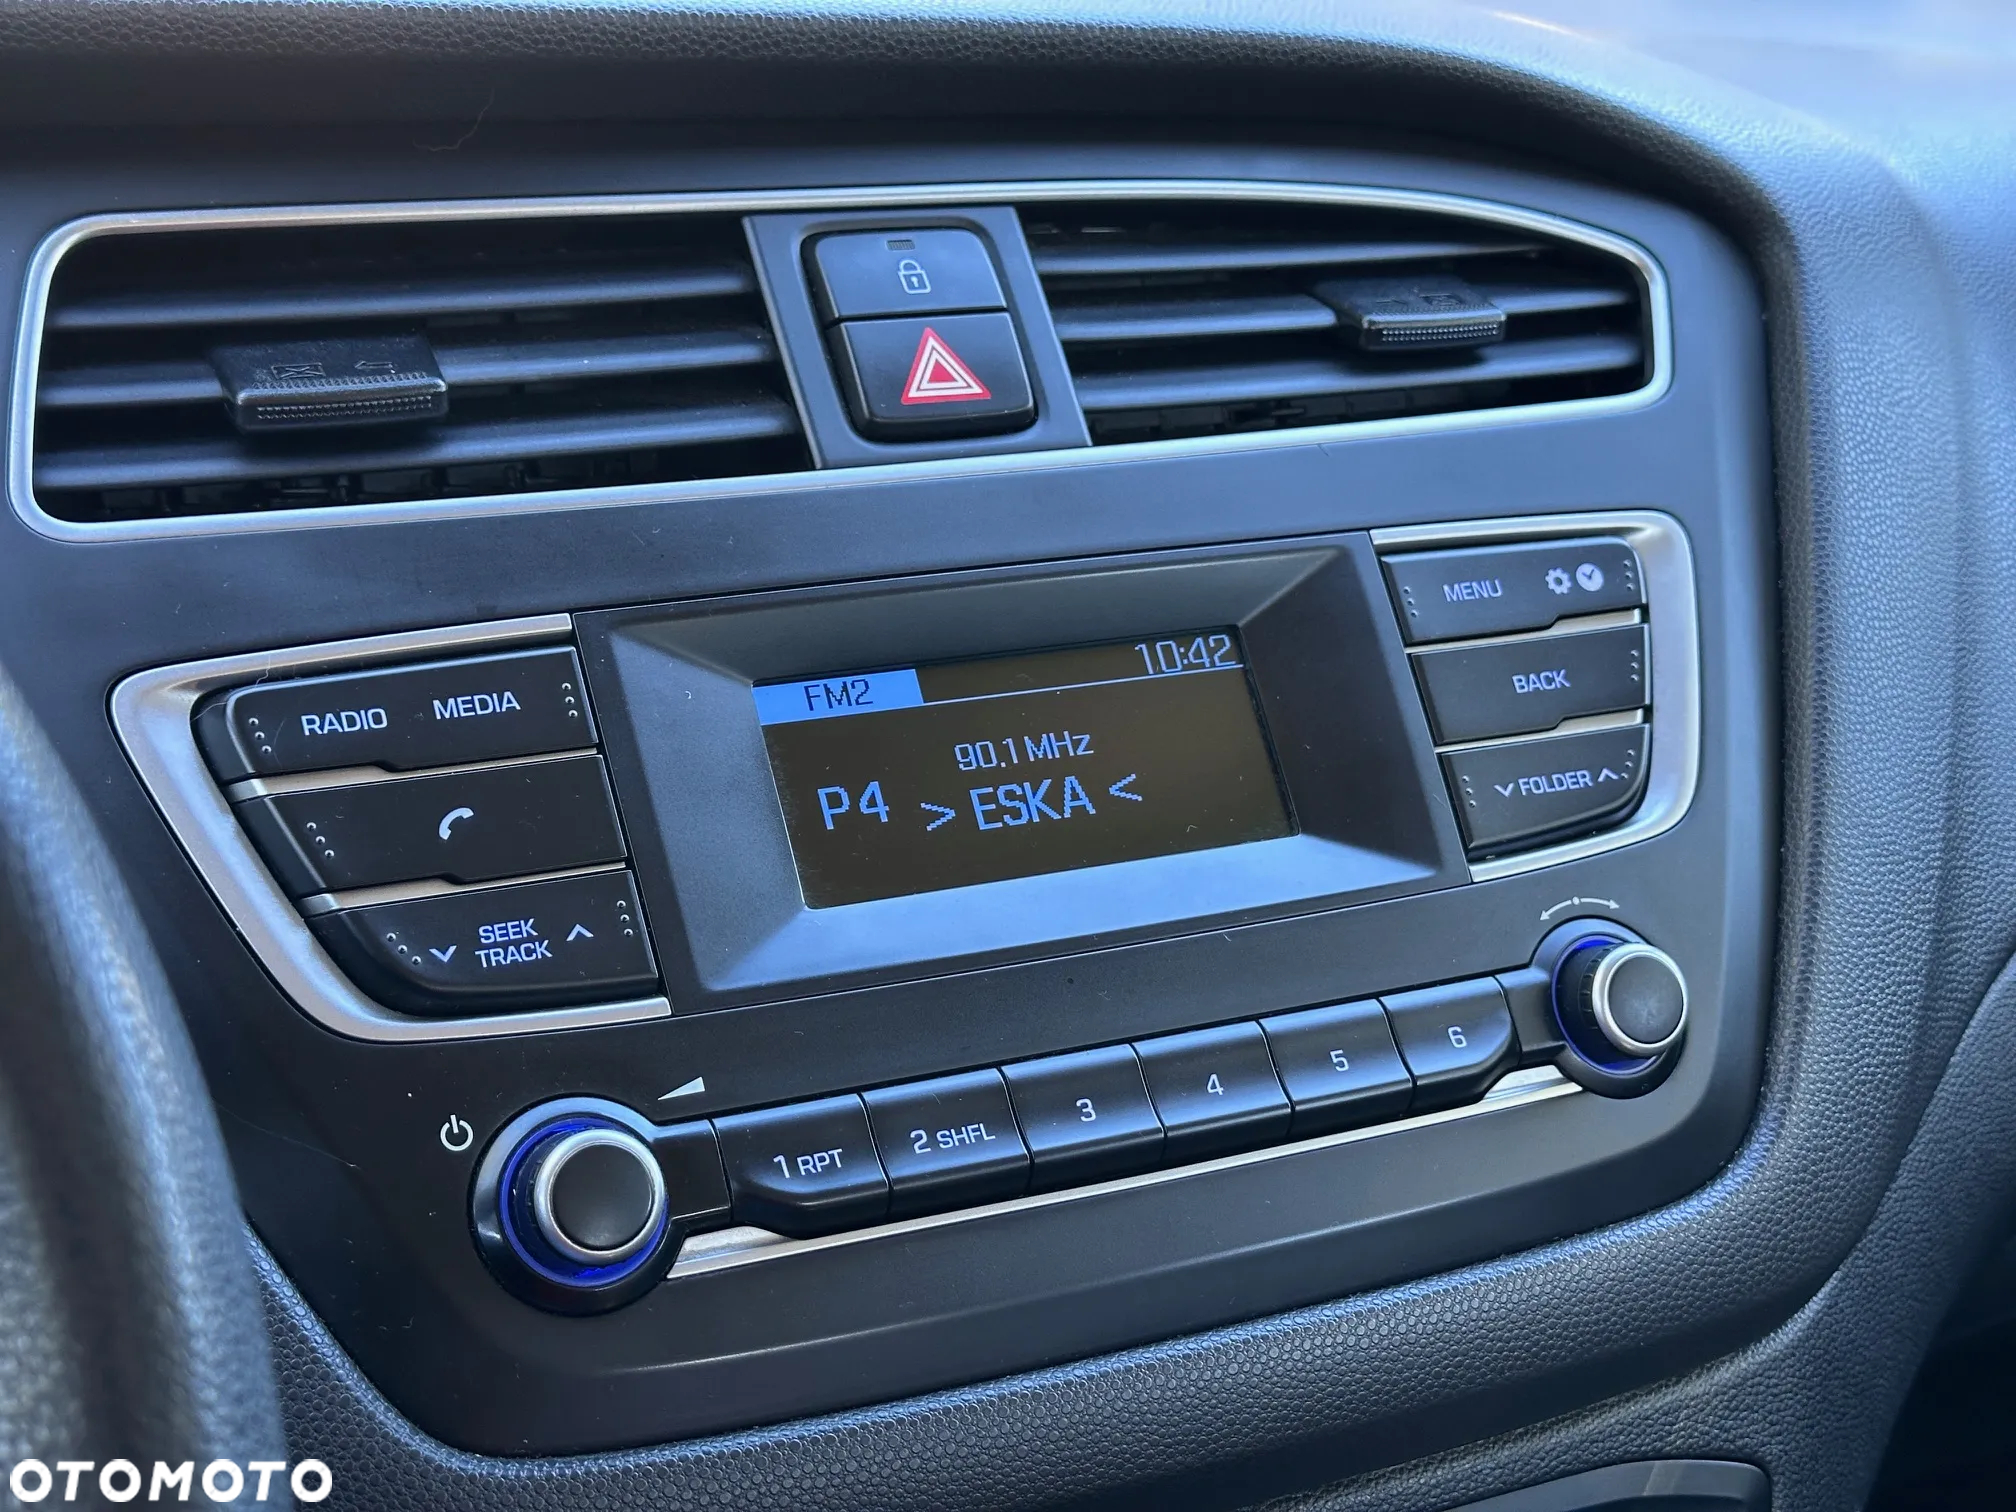 10:42
FM2
90.1 MHz
P4 > ESKA <
RADIO MEDIA
SEEK
TRACK
MENU
BACK
FOLDER
1 RPT 2 SHFL 3 4 5 6
OTOMOTO